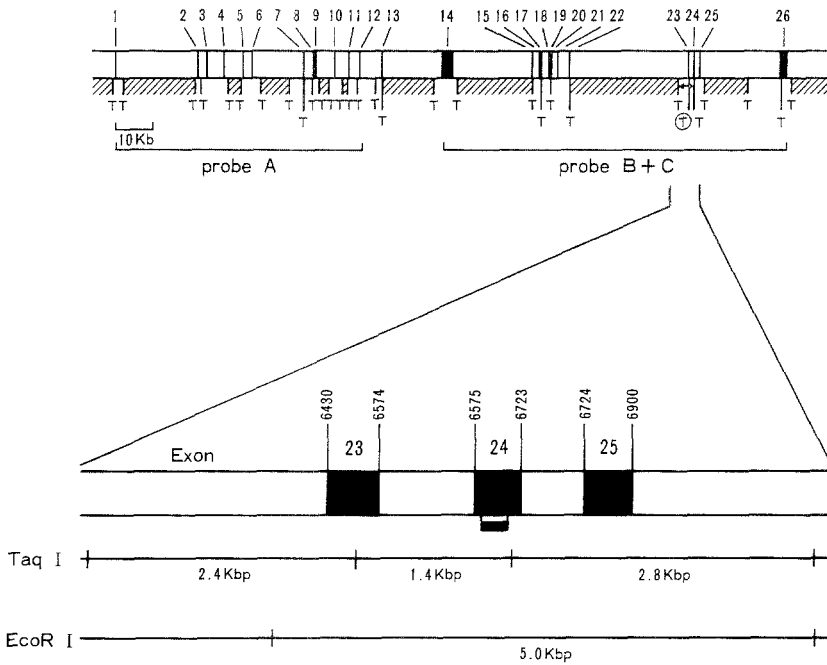 1 2 3 4 5 6 7 8 9 10 11 12 13 14 15 16 17 18 19 20 21 22 23 24 25 26
T T T T T T T T T T T T T T T T T T T T T
T T T T T T T T
10Kb
probe A probe B+C
6430 6574 6575 6723 6724 6900
Exon 23 24 25
Taq I 2.4Kbp 1.4Kbp 2.8Kbp
EcoR I 5.0Kbp